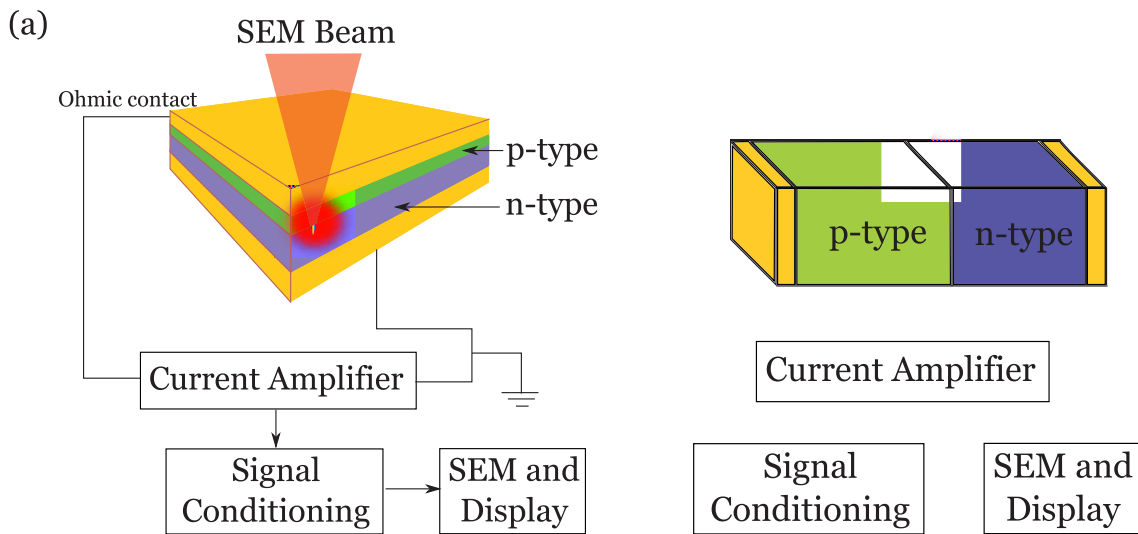 (a)
SEM Beam
Ohmic contact
p-type
n-type
Current Amplifier
Signal
Conditioning
SEM and
Display
p-type
n-type
Current Amplifier
Signal
Conditioning
SEM and
Display